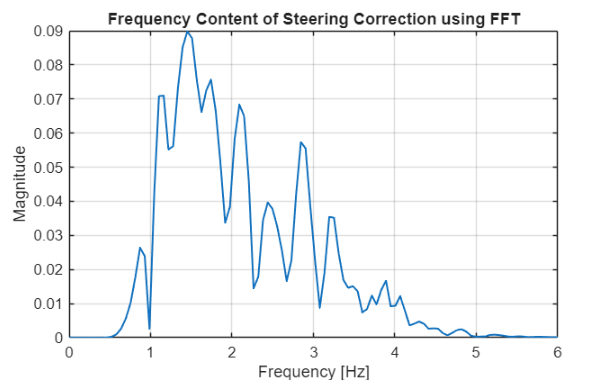 Frequency Content of Steering Correction using FFT
0.09
0.08
0.07
0.06
0.05
0.04
0.03
0.02
0.01
0
Magnitude
0 1 2 3 4 5 6
Frequency [Hz]